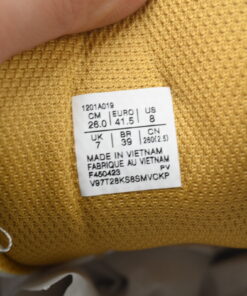 1201A019
CM EURO US
26.0 41.5 8
UK BR CN
7 39 260(2.5)
MADE IN VIETNAM
FABRIQUE AU VIETNAM
F450423 PV
V97T28KS8SMVCKP